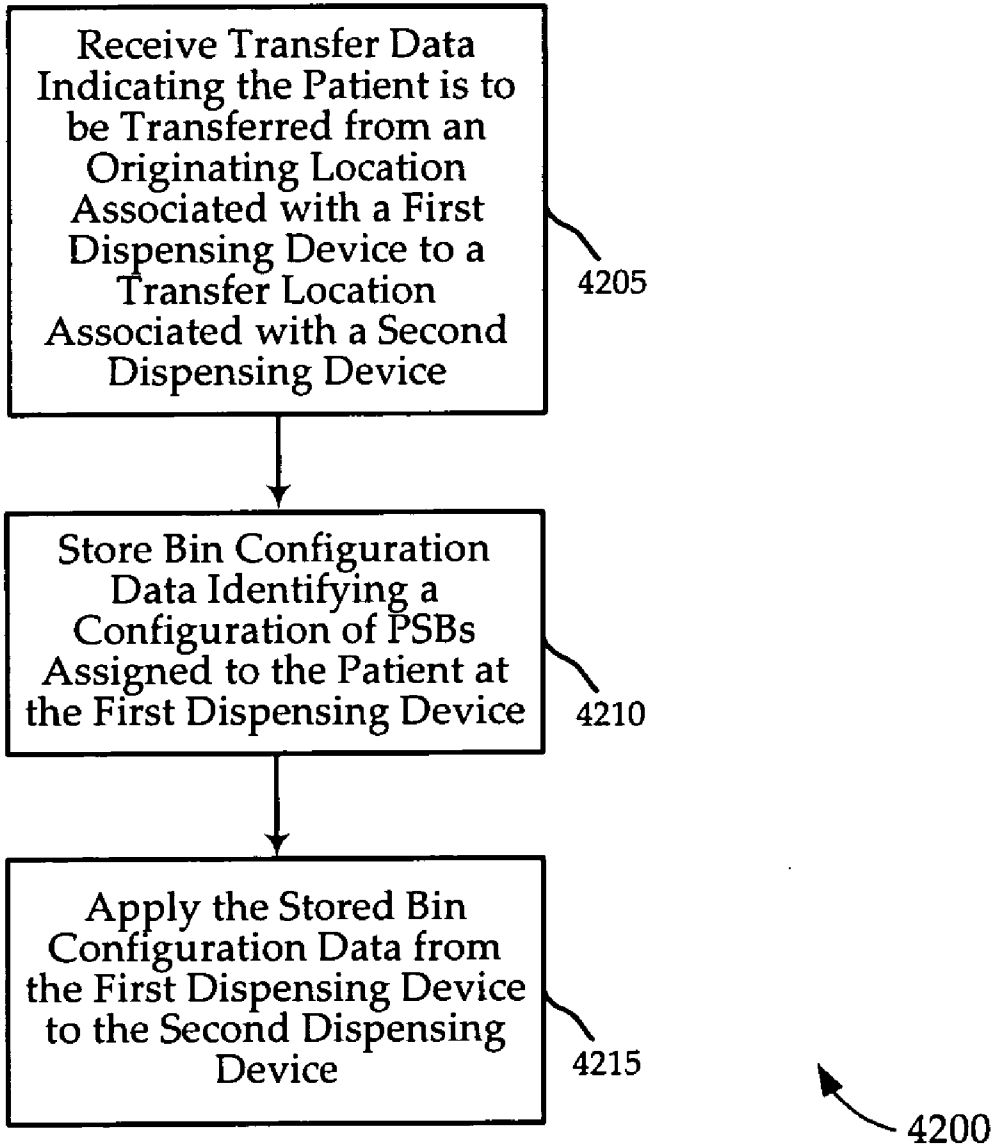 Receive Transfer Data
Indicating the Patient is to
be Transferred from an
Originating Location
Associated with a First
Dispensing Device to a
Transfer Location
Associated with a Second
Dispensing Device
4205
Store Bin Configuration
Data Identifying a
Configuration of PSBs
Assigned to the Patient at
the First Dispensing Device
4210
Apply the Stored Bin
Configuration Data from
the First Dispensing Device
to the Second Dispensing
Device
4215
4200